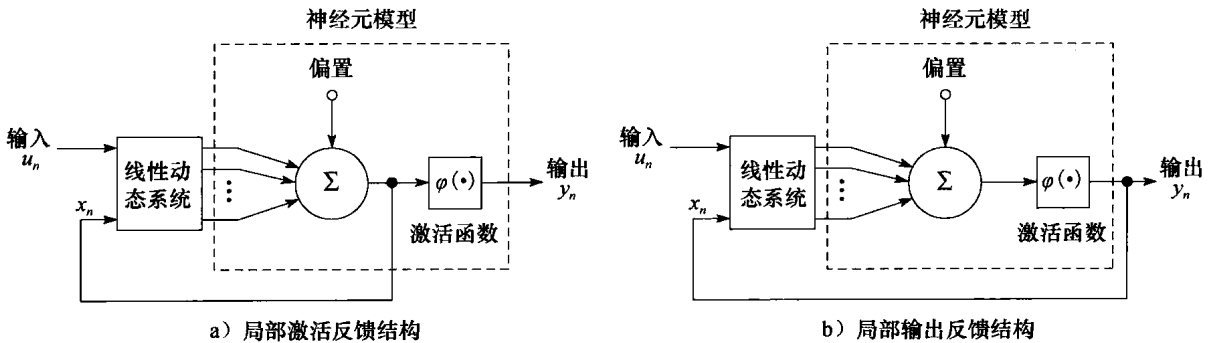 神经元模型
偏置
输入
u_n
线性动
态系统
x_n
Σ
φ(•)
激活函数
输出
y_n
a）局部激活反馈结构
神经元模型
偏置
输入
u_n
线性动
态系统
x_n
Σ
φ(•)
激活函数
输出
y_n
b）局部输出反馈结构